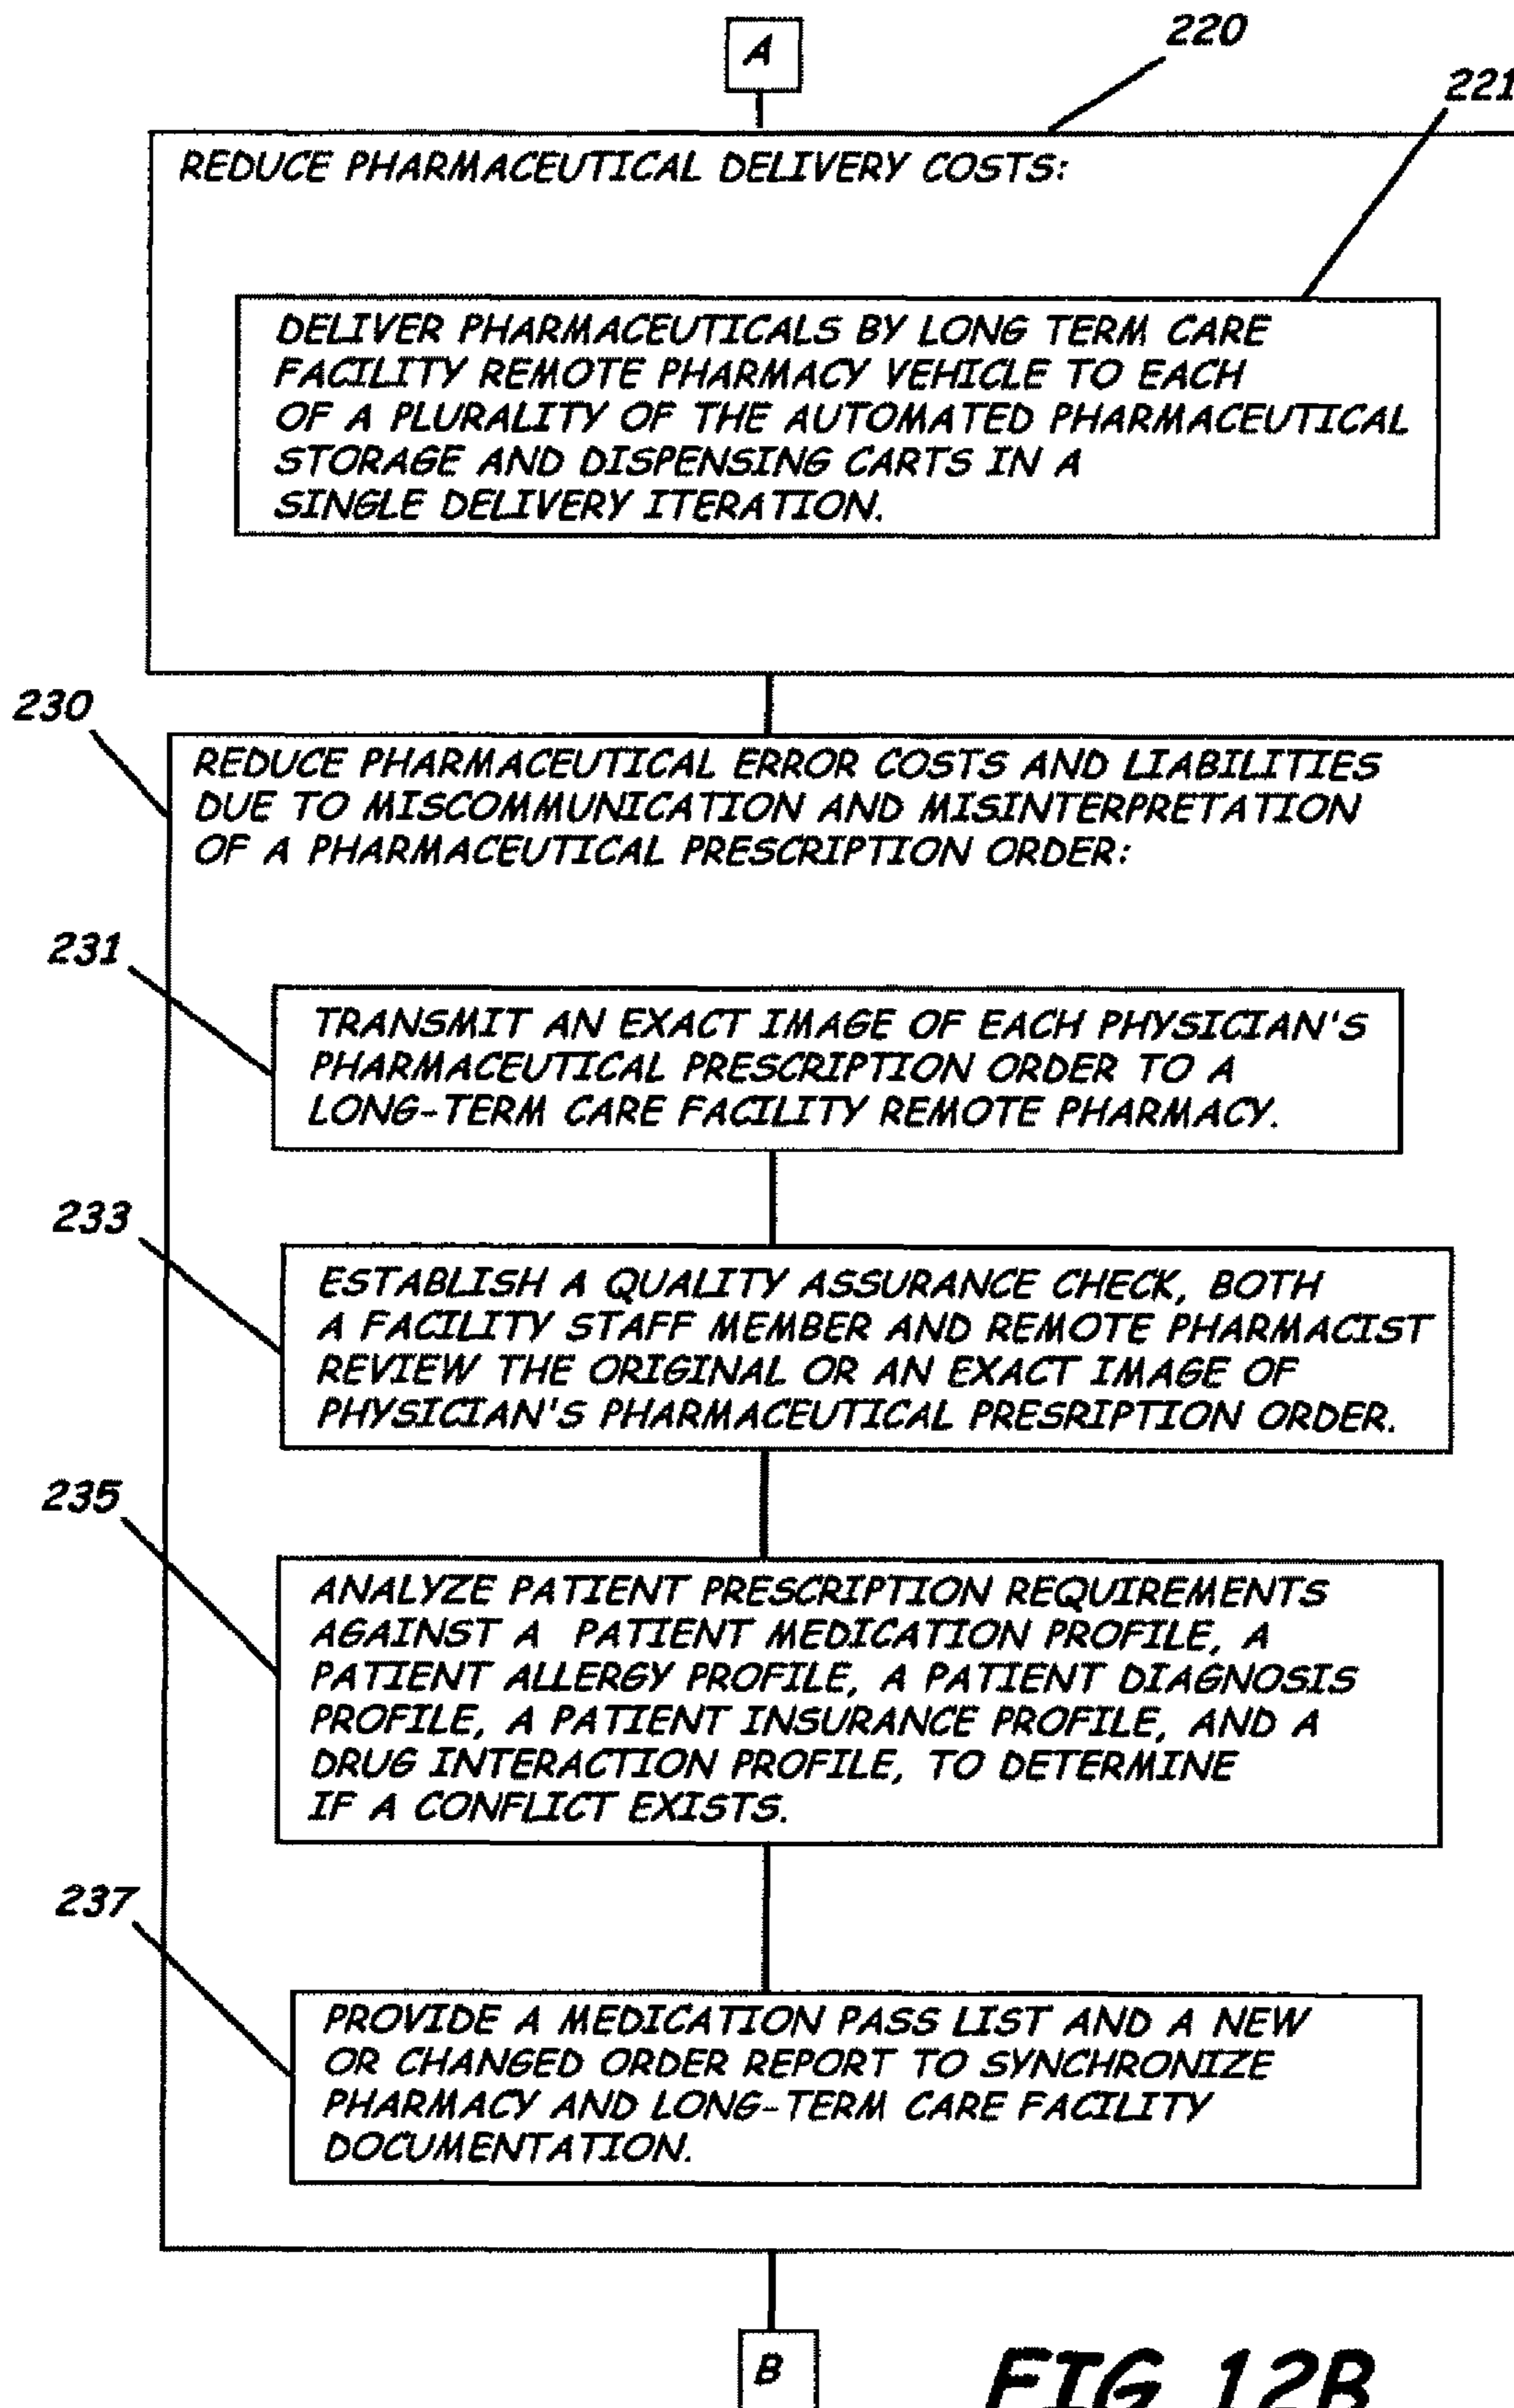 A
220
221
REDUCE PHARMACEUTICAL DELIVERY COSTS:
DELIVER PHARMACEUTICALS BY LONG TERM CARE
FACILITY REMOTE PHARMACY VEHICLE TO EACH
OF A PLURALITY OF THE AUTOMATED PHARMACEUTICAL
STORAGE AND DISPENSING CARTS IN A
SINGLE DELIVERY ITERATION.
230
REDUCE PHARMACEUTICAL ERROR COSTS AND LIABILITIES
DUE TO MISCOMMUNICATION AND MISINTERPRETATION
OF A PHARMACEUTICAL PRESCRIPTION ORDER:
231
TRANSMIT AN EXACT IMAGE OF EACH PHYSICIAN'S
PHARMACEUTICAL PRESCRIPTION ORDER TO A
LONG-TERM CARE FACILITY REMOTE PHARMACY.
233
ESTABLISH A QUALITY ASSURANCE CHECK, BOTH
A FACILITY STAFF MEMBER AND REMOTE PHARMACIST
REVIEW THE ORIGINAL OR AN EXACT IMAGE OF
PHYSICIAN'S PHARMACEUTICAL PRESRIPTION ORDER.
235
ANALYZE PATIENT PRESCRIPTION REQUIREMENTS
AGAINST A PATIENT MEDICATION PROFILE, A
PATIENT ALLERGY PROFILE, A PATIENT DIAGNOSIS
PROFILE, A PATIENT INSURANCE PROFILE, AND A
DRUG INTERACTION PROFILE, TO DETERMINE
IF A CONFLICT EXISTS.
237
PROVIDE A MEDICATION PASS LIST AND A NEW
OR CHANGED ORDER REPORT TO SYNCHRONIZE
PHARMACY AND LONG-TERM CARE FACILITY
DOCUMENTATION.
B
FIG 12B